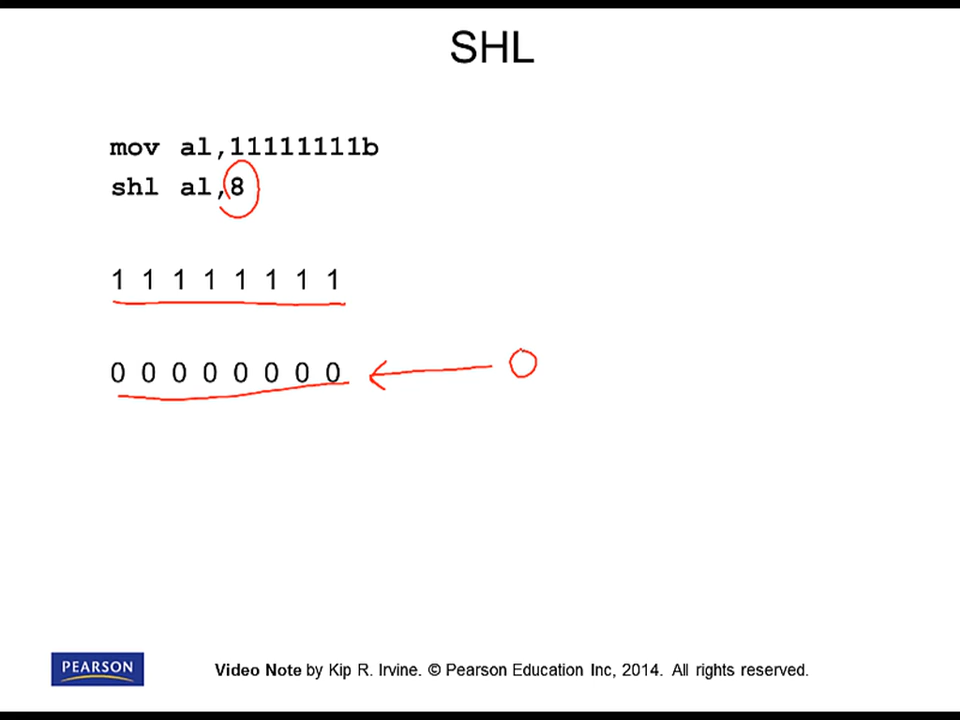 SHL
mov al,11111111b
shl al,8
1 1 1 1 1 1 1 1
0 0 0 0 0 0 0 0 0
PEARSON
Video Note by Kip R. Irvine. © Pearson Education Inc, 2014. All rights reserved.